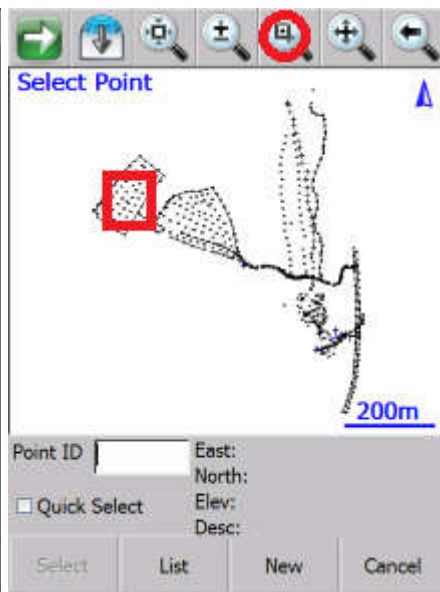 Select Point
200m
Point ID
East:
North:
Quick Select
Elev:
Desc:
Select
List
New
Cancel